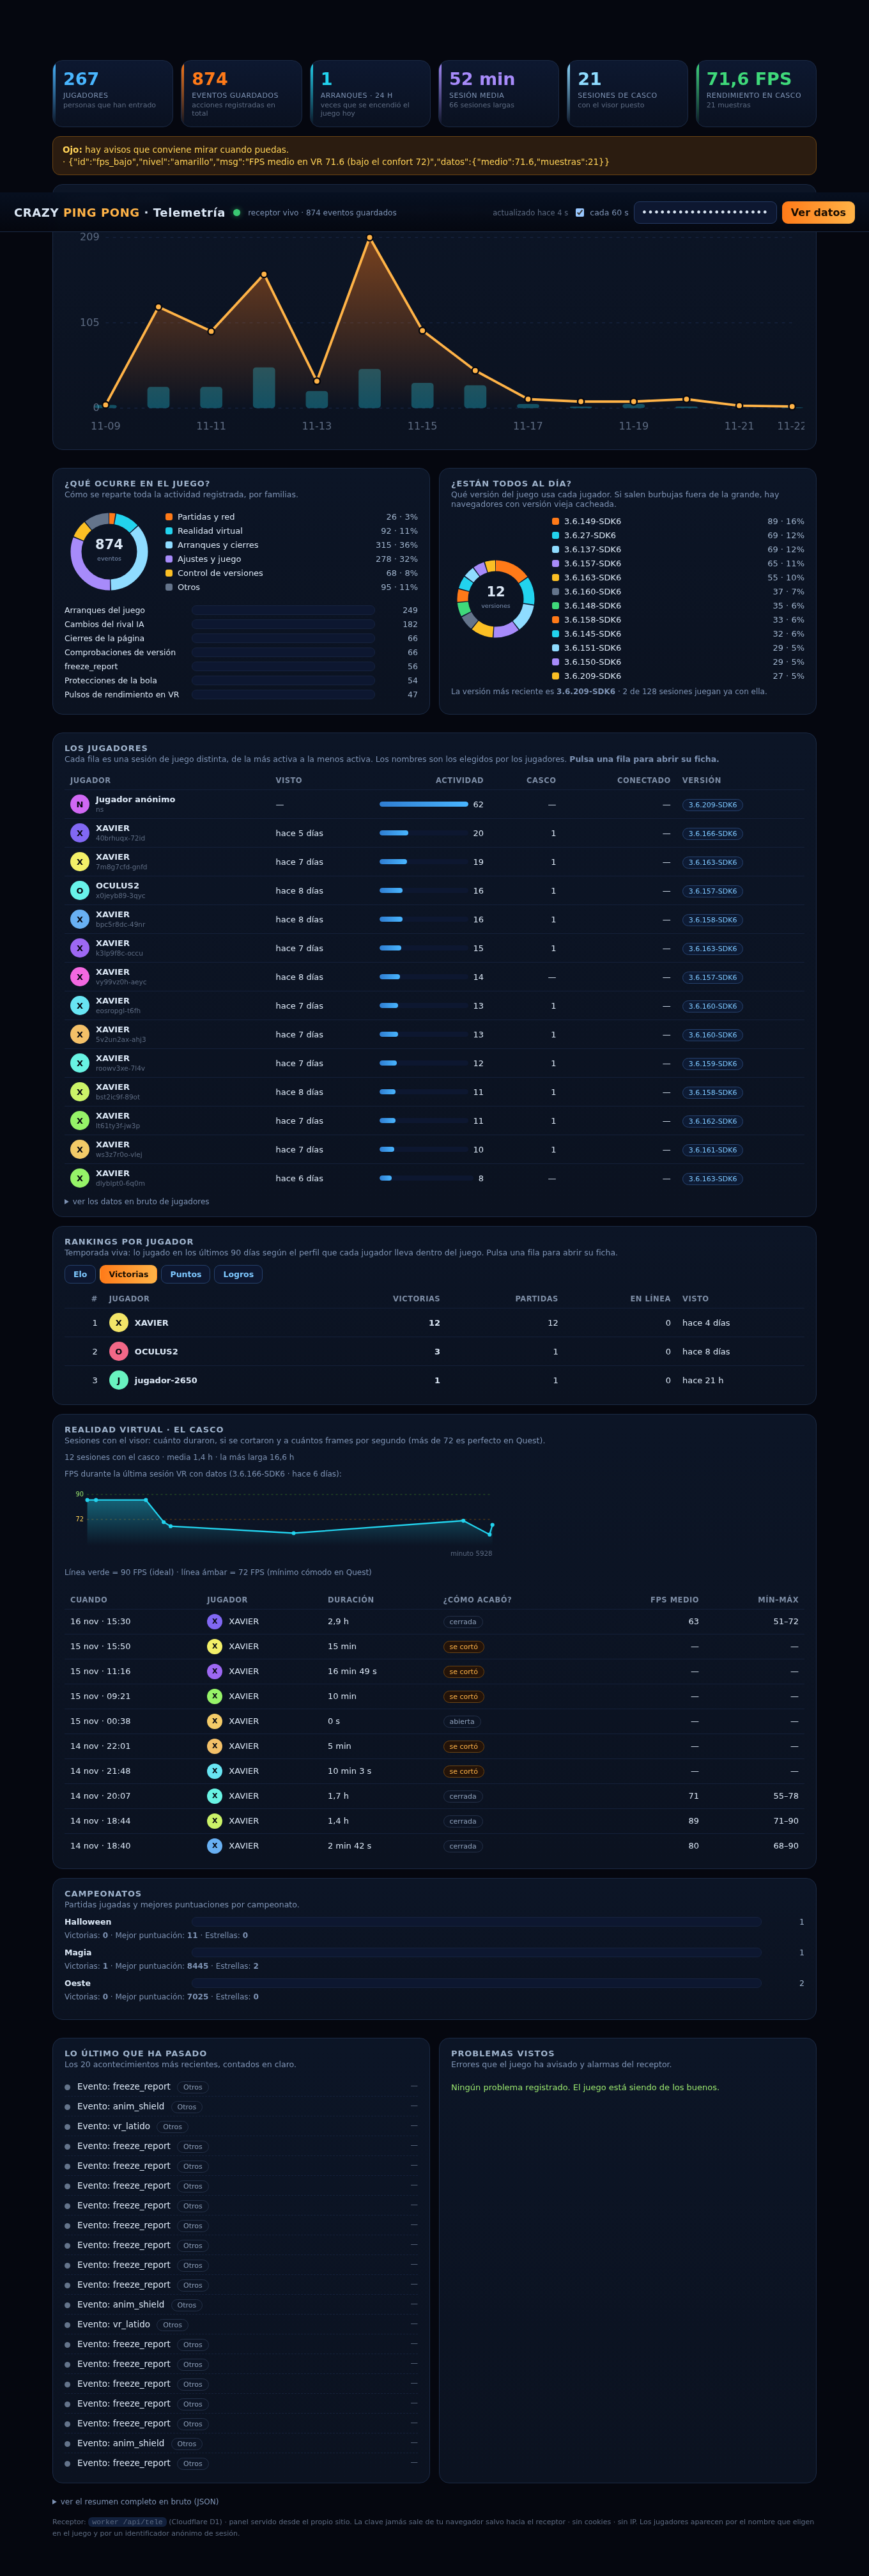 267
JUGADORES
personas que han entrado
874
EVENTOS GUARDADOS
acciones registradas en
total
1
ARRANQUES · 24 H
veces que se encendió el
juego hoy
52 min
SESIÓN MEDIA
66 sesiones largas
21
SESIONES DE CASCO
con el visor puesto
71,6 FPS
RENDIMIENTO EN CASCO
21 muestras
Ojo: hay avisos que conviene mirar cuando puedas.
· {"id":"fps_bajo","nivel":"amarillo","msg":"FPS medio en VR 71.6 (bajo el confort 72)","datos":{"medio":71.6,"muestras":21}}
CRAZY PING PONG · Telemetría
receptor vivo · 874 eventos guardados
actualizado hace 4 s
cada 60 s
Ver datos
209
105
0
11-09 11-11 11-13 11-15 11-17 11-19 11-21 11-22
¿QUÉ OCURRE EN EL JUEGO?
Cómo se reparte toda la actividad registrada, por familias.
874
eventos
Partidas y red 26 · 3%
Realidad virtual 92 · 11%
Arranques y cierres 315 · 36%
Ajustes y juego 278 · 32%
Control de versiones 68 · 8%
Otros 95 · 11%
Arranques del juego 249
Cambios del rival IA 182
Cierres de la página 66
Comprobaciones de versión 66
freeze_report 56
Protecciones de la bola 54
Pulsos de rendimiento en VR 47
¿ESTÁN TODOS AL DÍA?
Qué versión del juego usa cada jugador. Si salen burbujas fuera de la grande, hay
navegadores con versión vieja cacheada.
12
versiones
3.6.149-SDK6 89 · 16%
3.6.27-SDK6 69 · 12%
3.6.137-SDK6 69 · 12%
3.6.157-SDK6 65 · 11%
3.6.163-SDK6 55 · 10%
3.6.160-SDK6 37 · 7%
3.6.148-SDK6 35 · 6%
3.6.158-SDK6 33 · 6%
3.6.145-SDK6 32 · 6%
3.6.151-SDK6 29 · 5%
3.6.150-SDK6 29 · 5%
3.6.209-SDK6 27 · 5%
La versión más reciente es 3.6.209-SDK6 · 2 de 128 sesiones juegan ya con ella.
LOS JUGADORES
Cada fila es una sesión de juego distinta, de la más activa a la menos activa. Los nombres son los elegidos por los jugadores. Pulsa una fila para abrir su ficha.
JUGADOR VISTO ACTIVIDAD CASCO CONECTADO VERSIÓN
N Jugador anónimo — 62 — — 3.6.209-SDK6
ns
X XAVIER hace 5 días 20 1 — 3.6.166-SDK6
40brhuqx-72ld
X XAVIER hace 7 días 19 1 — 3.6.163-SDK6
7m8g7cfd-gnfd
O OCULUS2 hace 8 días 16 1 — 3.6.157-SDK6
x0jeyb89-3qyc
X XAVIER hace 8 días 16 1 — 3.6.158-SDK6
bpc5r8dc-49nr
X XAVIER hace 7 días 15 1 — 3.6.163-SDK6
k3lp9f8c-occu
X XAVIER hace 8 días 14 — — 3.6.157-SDK6
vy99vz0h-aeyc
X XAVIER hace 7 días 13 1 — 3.6.160-SDK6
eosropgl-t6fh
X XAVIER hace 7 días 13 1 — 3.6.160-SDK6
5v2un2ax-ahj3
X XAVIER hace 7 días 12 1 — 3.6.159-SDK6
roowv3xe-7l4v
X XAVIER hace 8 días 11 1 — 3.6.158-SDK6
bst2ic9f-89ot
X XAVIER hace 7 días 11 1 — 3.6.162-SDK6
lt61ty3f-jw3p
X XAVIER hace 7 días 10 1 — 3.6.161-SDK6
ws3z7r0o-vlej
X XAVIER hace 6 días 8 — — 3.6.163-SDK6
dlyblpt0-6q0m
ver los datos en bruto de jugadores
RANKINGS POR JUGADOR
Temporada viva: lo jugado en los últimos 90 días según el perfil que cada jugador lleva dentro del juego. Pulsa una fila para abrir su ficha.
Elo Victorias Puntos Logros
# JUGADOR VICTORIAS PARTIDAS EN LÍNEA VISTO
1 X XAVIER 12 12 0 hace 4 días
2 O OCULUS2 3 1 0 hace 8 días
3 J jugador-2650 1 1 0 hace 21 h
REALIDAD VIRTUAL · EL CASCO
Sesiones con el visor: cuánto duraron, si se cortaron y a cuántos frames por segundo (más de 72 es perfecto en Quest).
12 sesiones con el casco · media 1,4 h · la más larga 16,6 h
FPS durante la última sesión VR con datos (3.6.166-SDK6 · hace 6 días):
90
72
minuto 5928
Línea verde = 90 FPS (ideal) · línea ámbar = 72 FPS (mínimo cómodo en Quest)
CUANDO JUGADOR DURACIÓN ¿CÓMO ACABÓ? FPS MEDIO MÍN–MÁX
16 nov · 15:30 X XAVIER 2,9 h cerrada 63 51–72
15 nov · 15:50 X XAVIER 15 min se cortó — —
15 nov · 11:16 X XAVIER 16 min 49 s se cortó — —
15 nov · 09:21 X XAVIER 10 min se cortó — —
15 nov · 00:38 X XAVIER 0 s abierta — —
14 nov · 22:01 X XAVIER 5 min se cortó — —
14 nov · 21:48 X XAVIER 10 min 3 s se cortó — —
14 nov · 20:07 X XAVIER 1,7 h cerrada 71 55–78
14 nov · 18:44 X XAVIER 1,4 h cerrada 89 71–90
14 nov · 18:40 X XAVIER 2 min 42 s cerrada 80 68–90
CAMPEONATOS
Partidas jugadas y mejores puntuaciones por campeonato.
Halloween 1
Victorias: 0 · Mejor puntuación: 11 · Estrellas: 0
Magia 1
Victorias: 1 · Mejor puntuación: 8445 · Estrellas: 2
Oeste 2
Victorias: 0 · Mejor puntuación: 7025 · Estrellas: 0
LO ÚLTIMO QUE HA PASADO
Los 20 acontecimientos más recientes, contados en claro.
Evento: freeze_report Otros —
Evento: anim_shield Otros —
Evento: vr_latido Otros —
Evento: freeze_report Otros —
Evento: freeze_report Otros —
Evento: freeze_report Otros —
Evento: freeze_report Otros —
Evento: freeze_report Otros —
Evento: freeze_report Otros —
Evento: freeze_report Otros —
Evento: freeze_report Otros —
Evento: anim_shield Otros —
Evento: vr_latido Otros —
Evento: freeze_report Otros —
Evento: freeze_report Otros —
Evento: freeze_report Otros —
Evento: freeze_report Otros —
Evento: freeze_report Otros —
Evento: anim_shield Otros —
Evento: freeze_report Otros —
PROBLEMAS VISTOS
Errores que el juego ha avisado y alarmas del receptor.
Ningún problema registrado. El juego está siendo de los buenos.
ver el resumen completo en bruto (JSON)
Receptor: worker /api/tele (Cloudflare D1) · panel servido desde el propio sitio. La clave jamás sale de tu navegador salvo hacia el receptor · sin cookies · sin IP. Los jugadores aparecen por el nombre que eligen
en el juego y por un identificador anónimo de sesión.